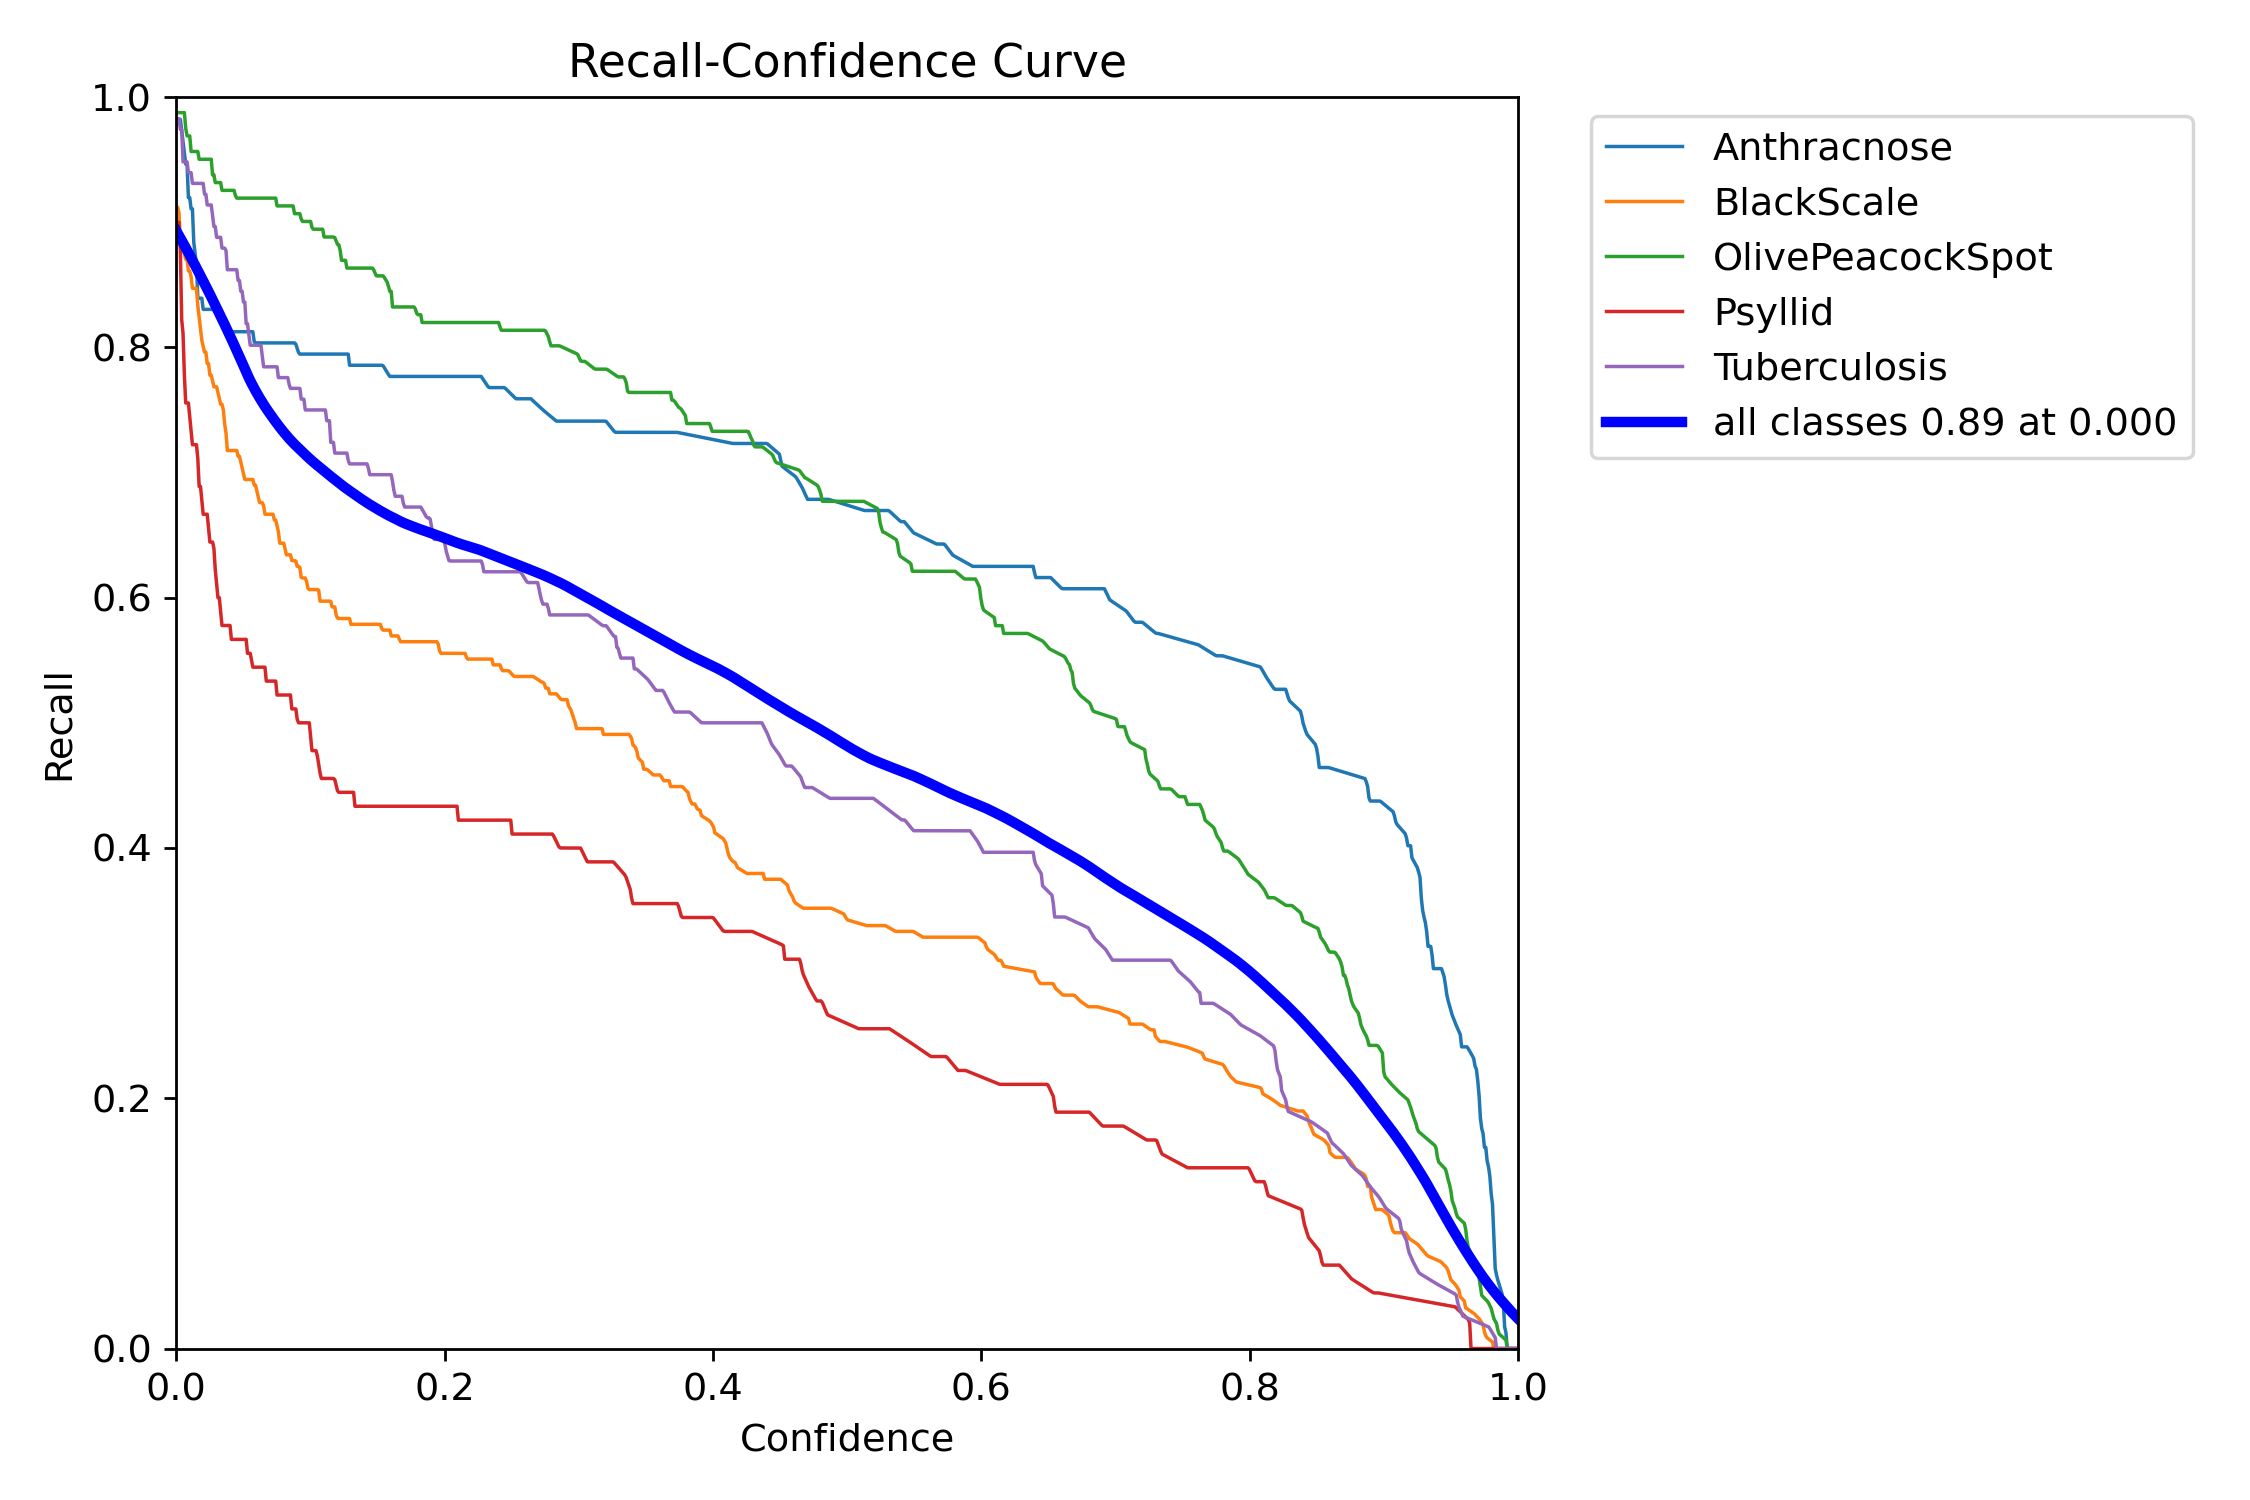 Recall-Confidence Curve
1.0
0.8
0.6
0.4
0.2
0.0
Recall
0.0 0.2 0.4 0.6 0.8 1.0
Confidence
Anthracnose
BlackScale
OlivePeacockSpot
Psyllid
Tuberculosis
all classes 0.89 at 0.000